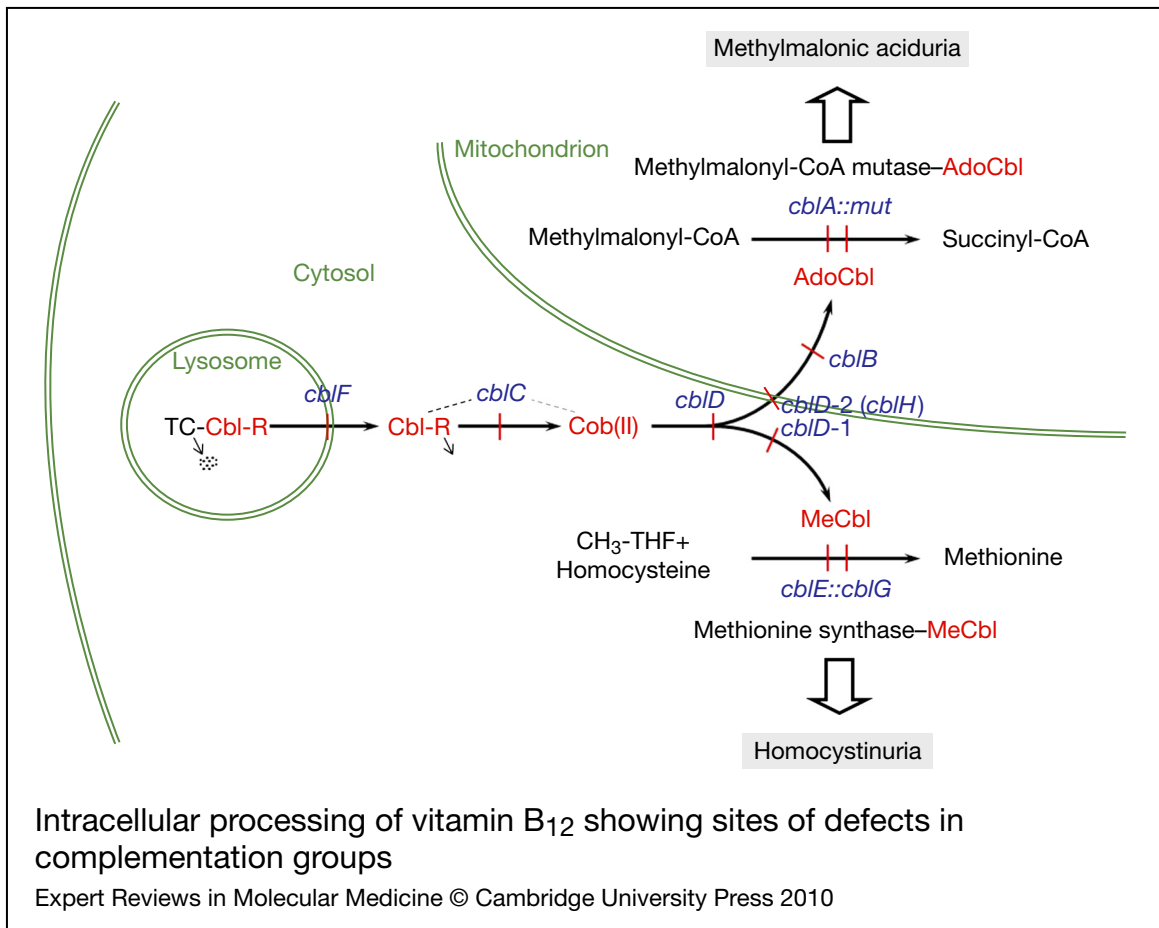 Methylmalonic aciduria
Mitochondrion
Methylmalonyl-CoA mutase–AdoCbl
cblA::mut
Methylmalonyl-CoA
Succinyl-CoA
AdoCbl
Cytosol
Lysosome
cblB
cblF
cblC
cblD
cblD-2 (cblH)
TC-Cbl-R
Cbl-R
Cob(II)
cblD-1
MeCbl
CH3-THF+
Homocysteine
Methionine
cblE::cblG
Methionine synthase–MeCbl
Homocystinuria
Intracellular processing of vitamin B12 showing sites of defects in
complementation groups
Expert Reviews in Molecular Medicine © Cambridge University Press 2010